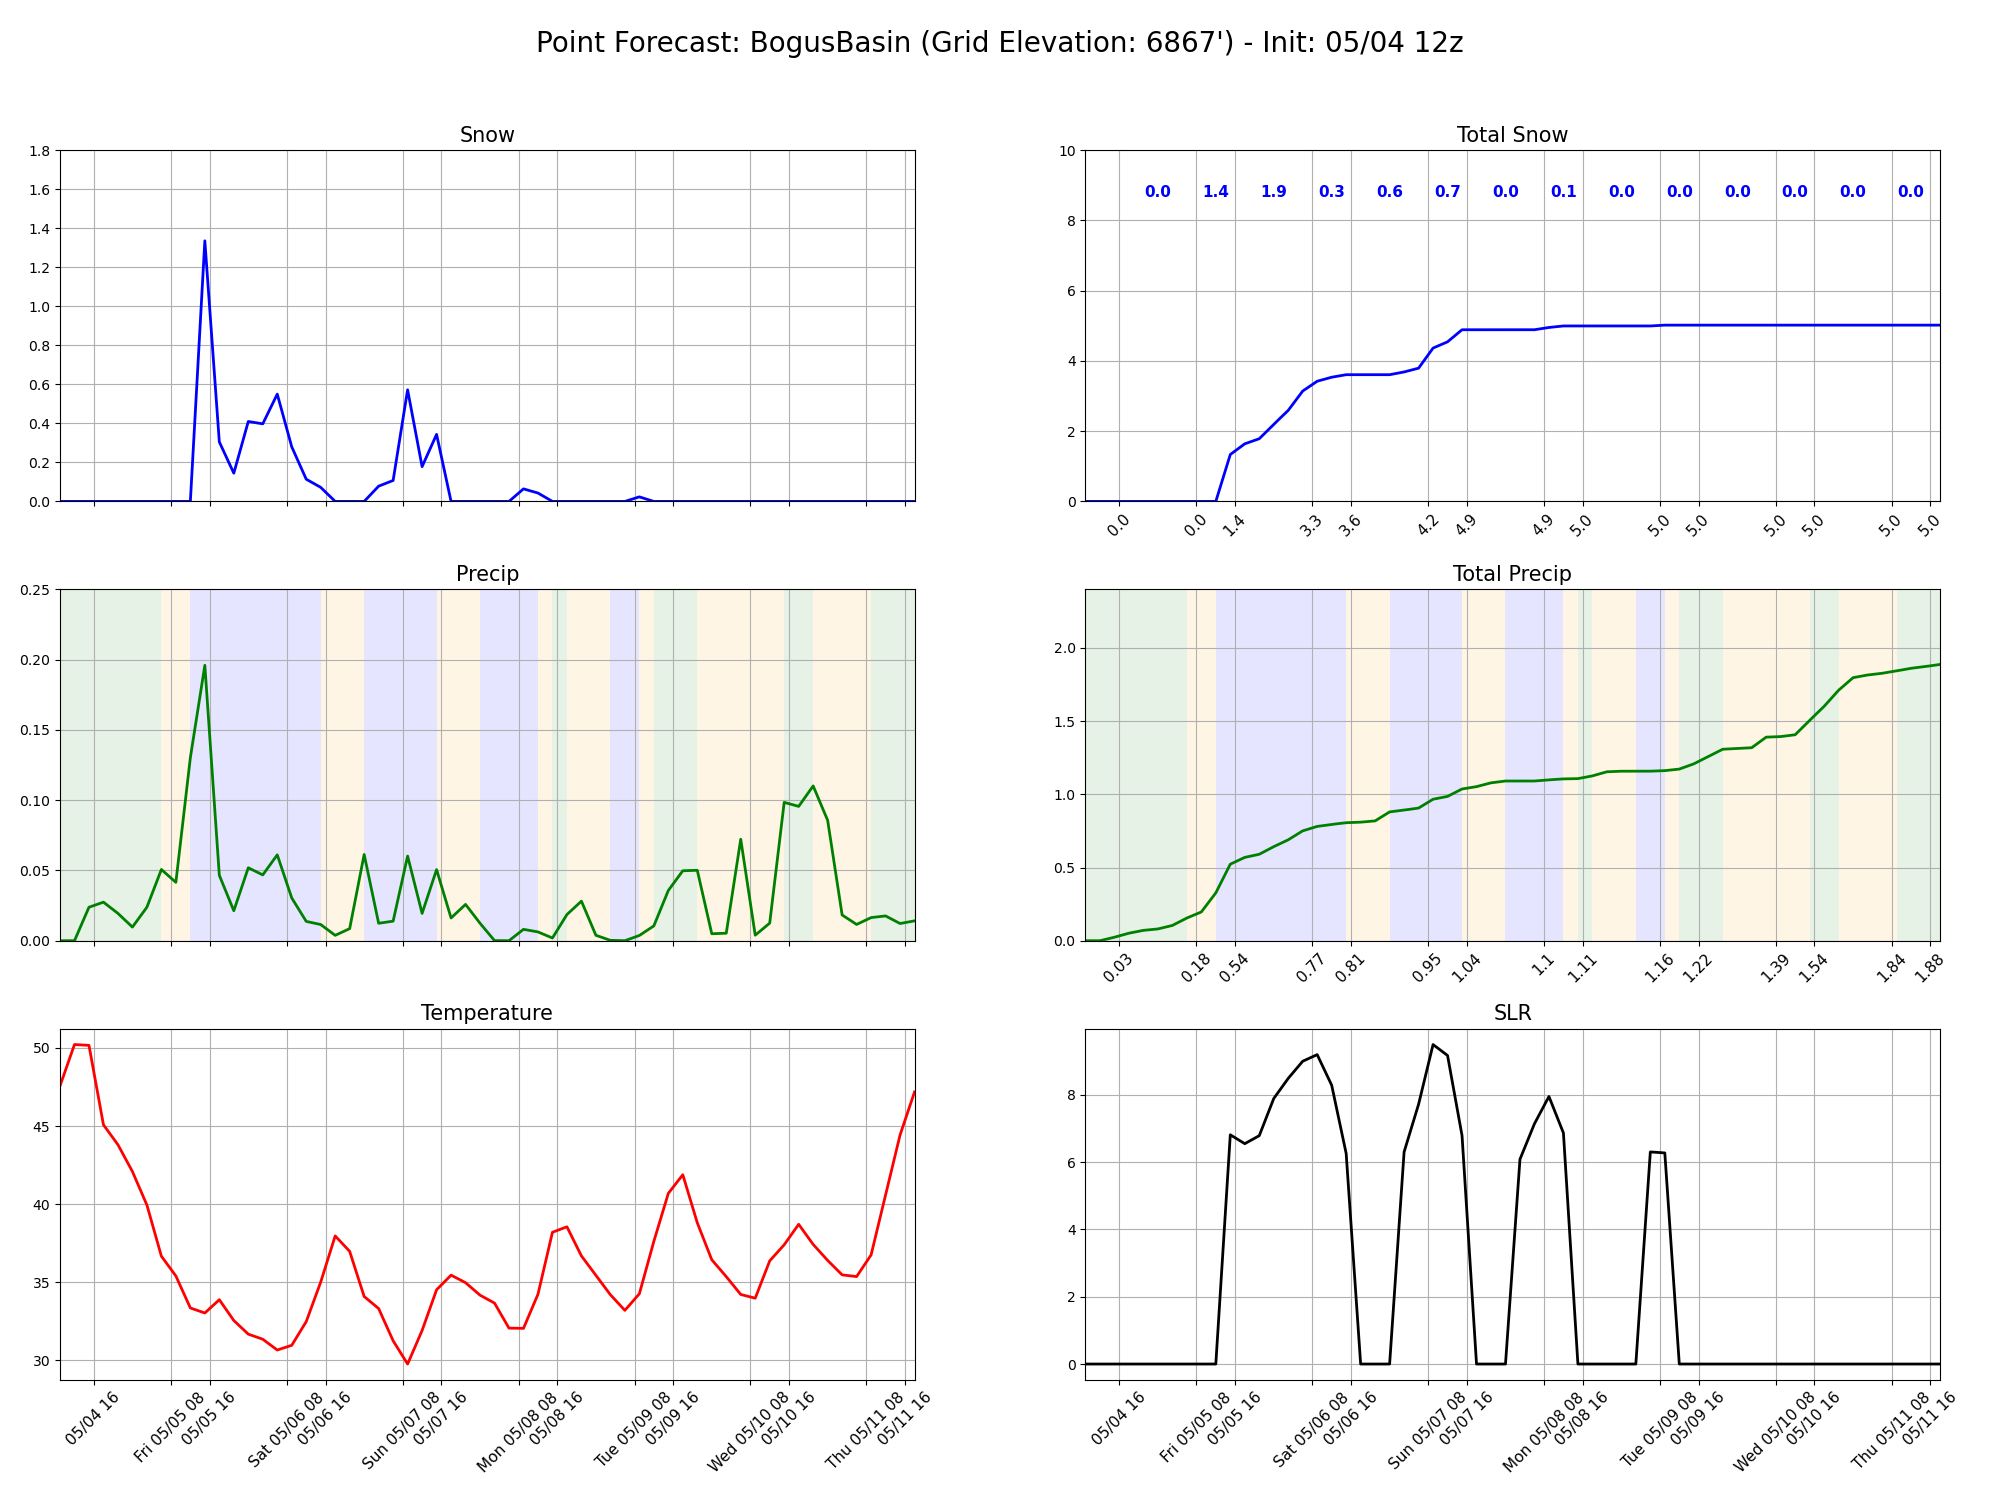 Point Forecast: BogusBasin (Grid Elevation: 6867') - Init: 05/04 12z
Snow
1.8
1.6
1.4
1.2
1.0
0.8
0.6
0.4
0.2
0.0
Total Snow
10
8
6
4
2
0
0.0 1.4 1.9 0.3 0.6 0.7 0.0 0.1 0.0 0.0 0.0 0.0 0.0 0.0
0.0 0.0 1.4 3.3 3.6 4.2 4.9 4.9 5.0 5.0 5.0 5.0 5.0 5.0 5.0
Precip
0.25
0.20
0.15
0.10
0.05
0.00
Total Precip
2.0
1.5
1.0
0.5
0.0
0.03 0.18 0.54 0.77 0.81 0.95 1.04 1.1 1.11 1.16 1.22 1.39 1.54 1.84 1.88
Temperature
50
45
40
35
30
05/04 16
Fri 05/05 08
05/05 16
Sat 05/06 08
05/06 16
Sun 05/07 08
05/07 16
Mon 05/08 08
05/08 16
Tue 05/09 08
05/09 16
Wed 05/10 08
05/10 16
Thu 05/11 08
05/11 16
SLR
8
6
4
2
0
05/04 16
Fri 05/05 08
05/05 16
Sat 05/06 08
05/06 16
Sun 05/07 08
05/07 16
Mon 05/08 08
05/08 16
Tue 05/09 08
05/09 16
Wed 05/10 08
05/10 16
Thu 05/11 08
05/11 16